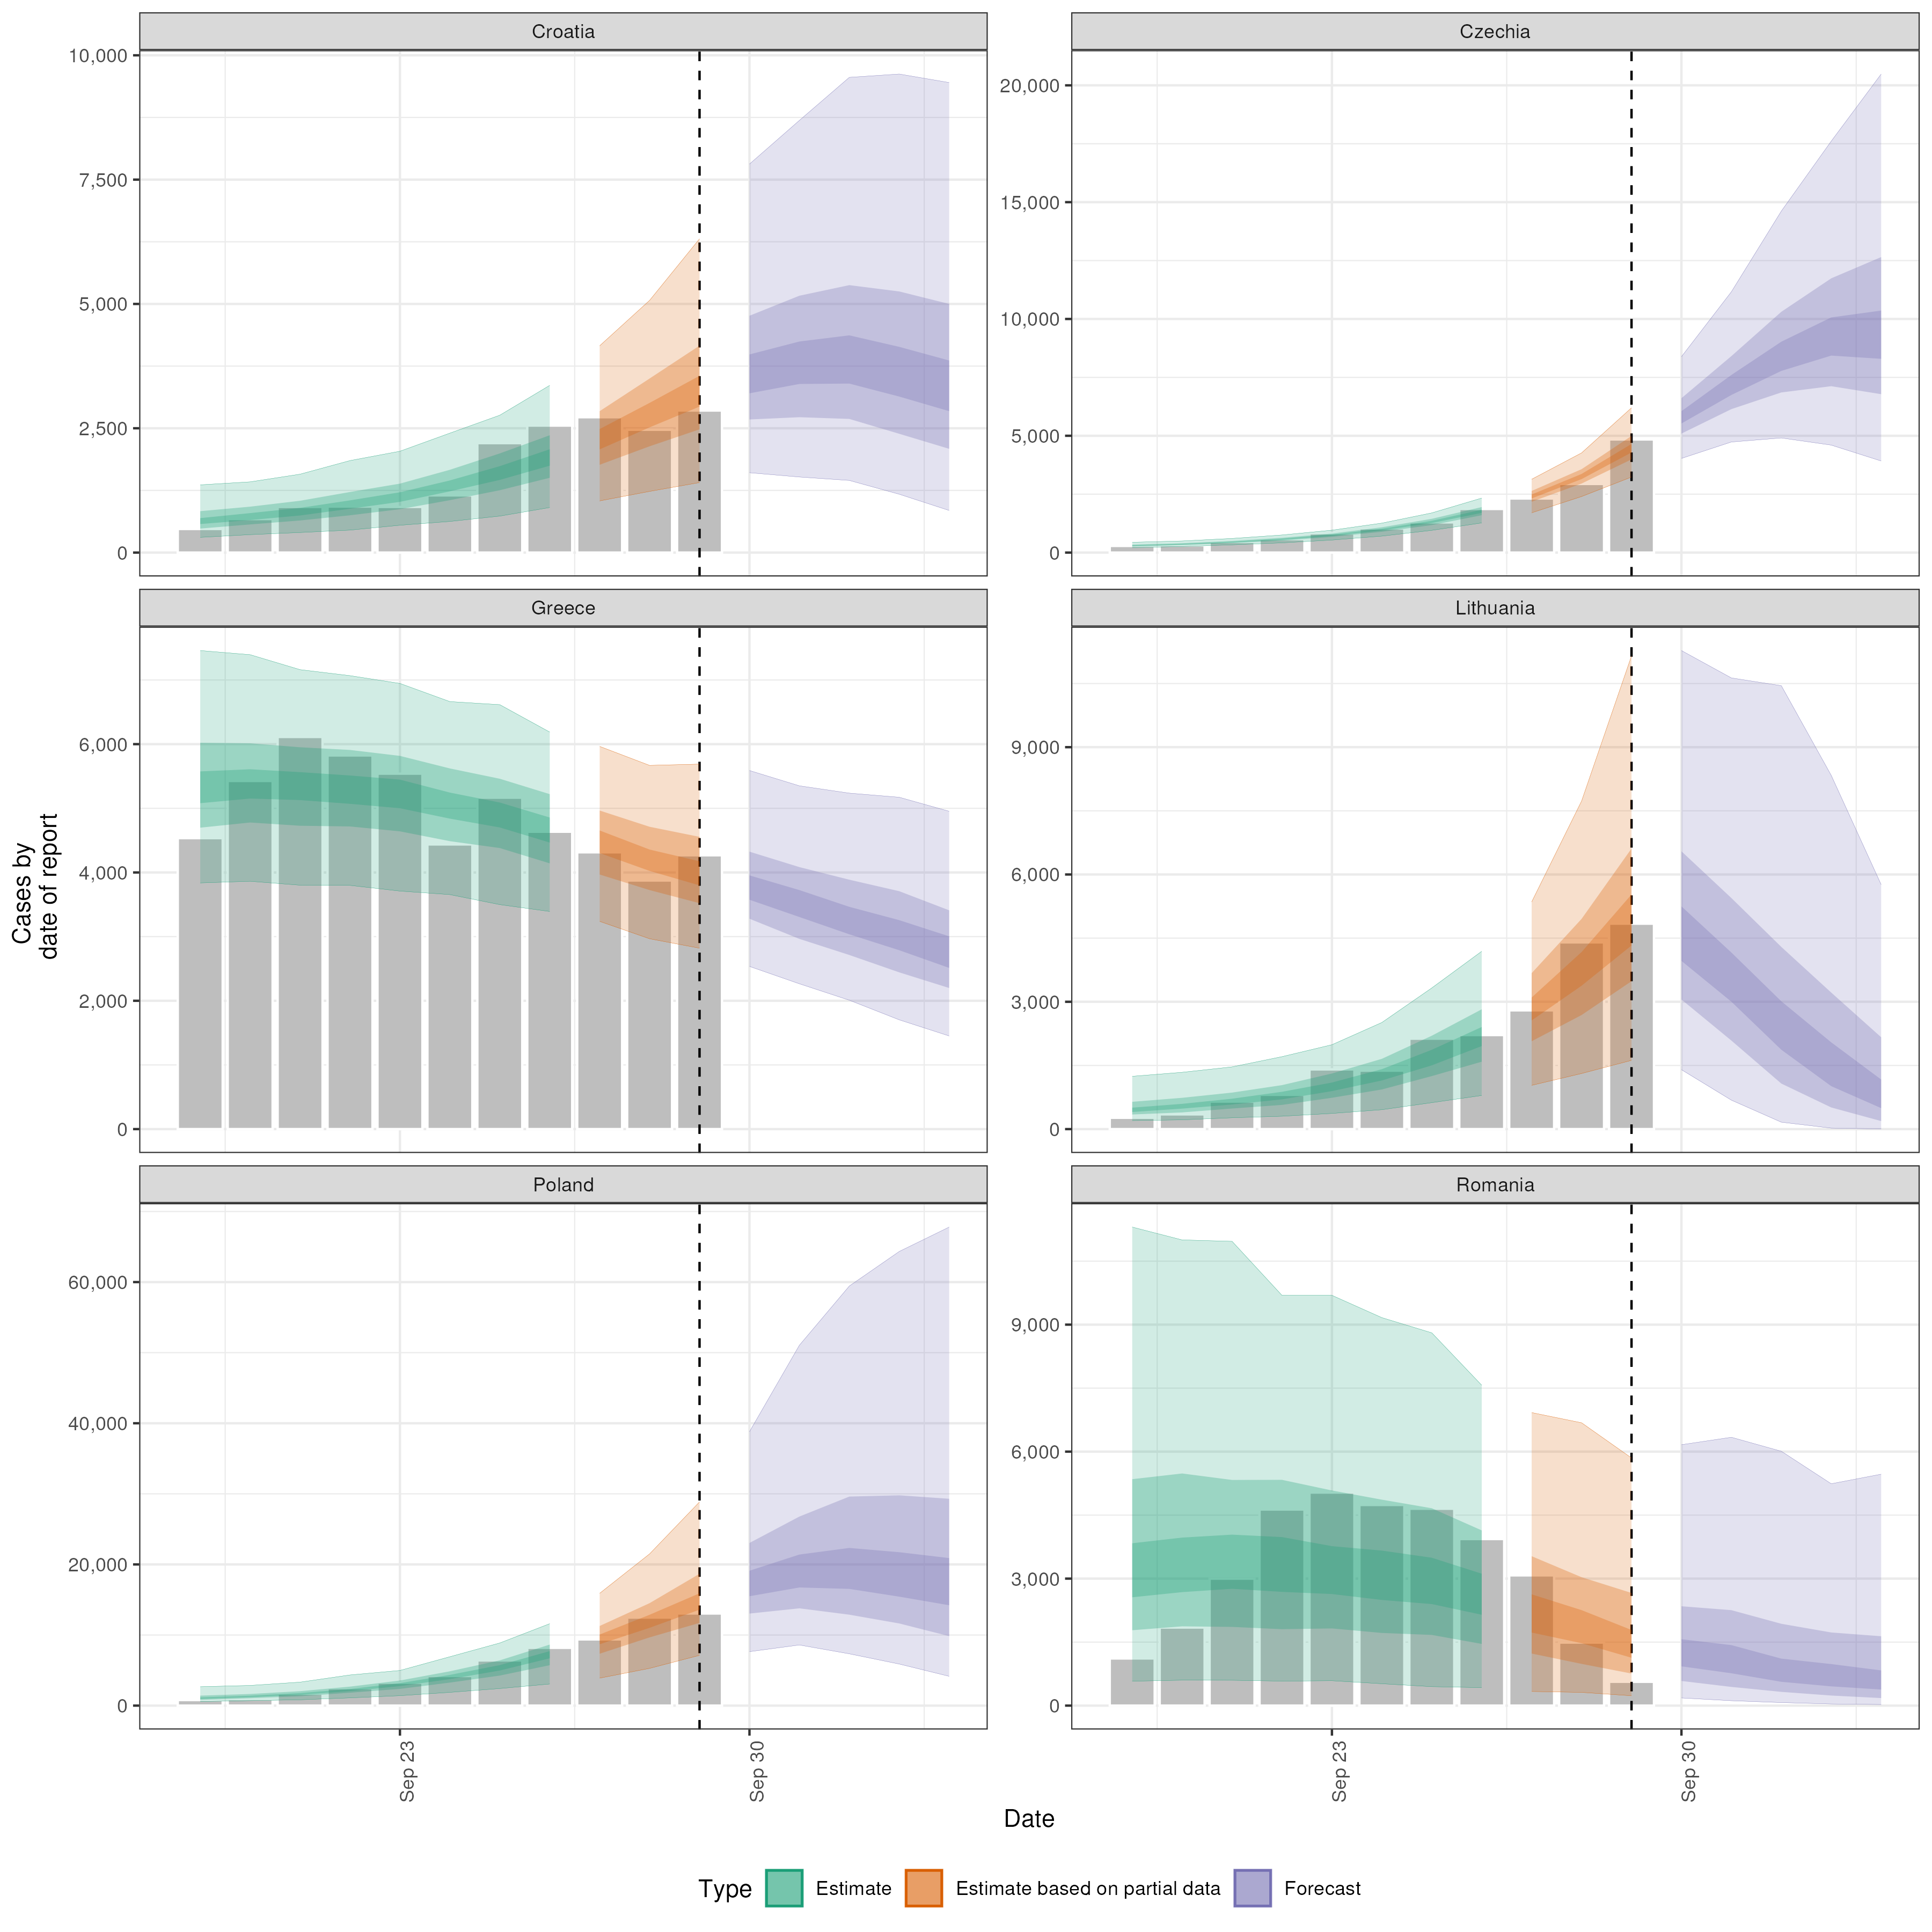 Croatia
Czechia
10,000
7,500
5,000
2,500
0
20,000
15,000
10,000
5,000
0
Greece
Lithuania
6,000
4,000
2,000
0
9,000
6,000
3,000
0
Poland
Romania
60,000
40,000
20,000
0
9,000
6,000
3,000
0
Cases by
date of report
Sep 23
Sep 30
Sep 23
Sep 30
Date
Type Estimate Estimate based on partial data Forecast